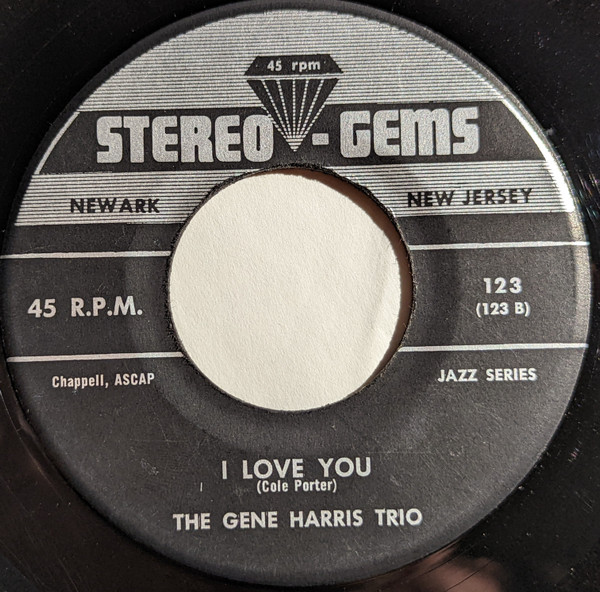 45 rpm
STEREO-GEMS
NEWARK
NEW JERSEY
45 R.P.M.
123
(123 B)
Chappell, ASCAP
JAZZ SERIES
I LOVE YOU
(Cole Porter)
THE GENE HARRIS TRIO